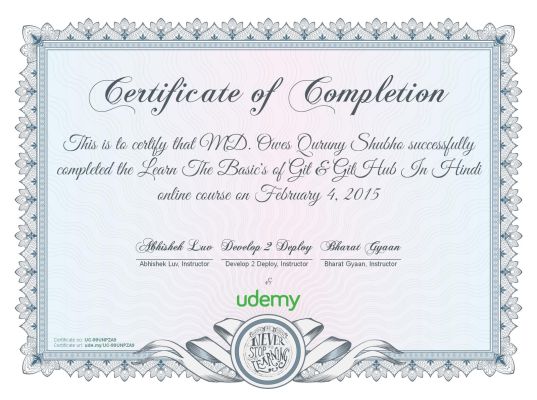 Certificate of Completion
This is to certify that MD. Owes Quruny Shubho successfully
completed the Learn The Basic's of Git & GitHub In Hindi
online course on February 4, 2015
Abhishek Luv Develop 2 Deploy Bharat Gyaan
Abhishek Luv, Instructor Develop 2 Deploy, Instructor Bharat Gyaan, Instructor
&
udemy
Certificate no: UC-99UNPZA9
Certificate url: ude.my/UC-99UNPZA9
NEVER
STOP
LEARNING